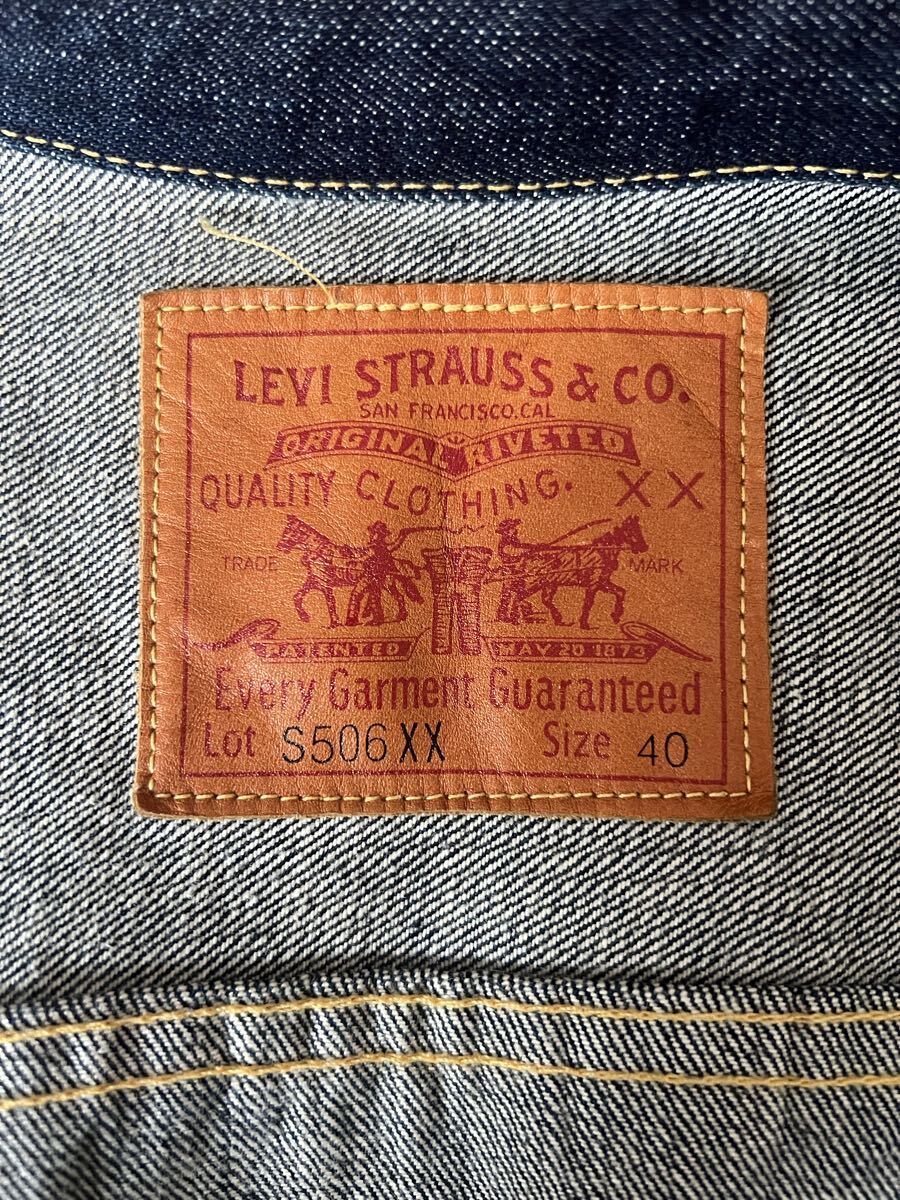 LEVI STRAUSS & CO.
SAN FRANCISCO.CAL
ORIGINAL RIVETED
QUALITY CLOTHING. XX
TRADE MARK
PATENTED MAY 20 1873
Every Garment Guaranteed
Lot S506XX Size 40